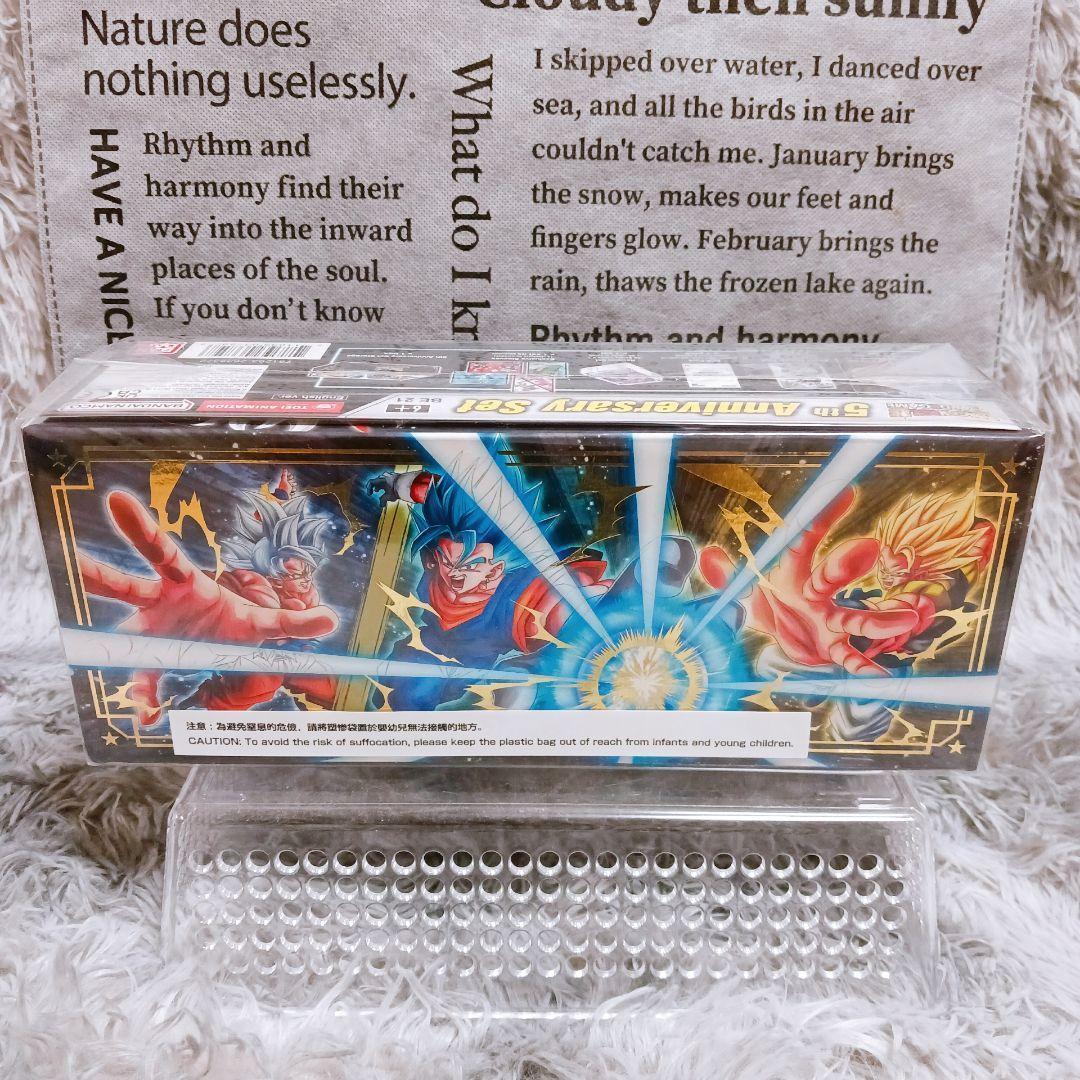 Cloudy then sunny
Nature does
nothing uselessly.
HAVE A NICE
Rhythm and
harmony find their
way into the inward
places of the soul.
If you don't know
What do I kn
I skipped over water, I danced over
sea, and all the birds in the air
couldn't catch me. January brings
the snow, makes our feet and
fingers glow. February brings the
rain, thaws the frozen lake again.
Rhythm and harmony
BANDAI NAMCO
TOEI ANIMATION
English ver.
6+
BE 21
5th Anniversary Set
注意：為避免窒息的危險，請將塑膠袋置於嬰幼兒無法接觸的地方。
CAUTION: To avoid the risk of suffocation, please keep the plastic bag out of reach from infants and young children.